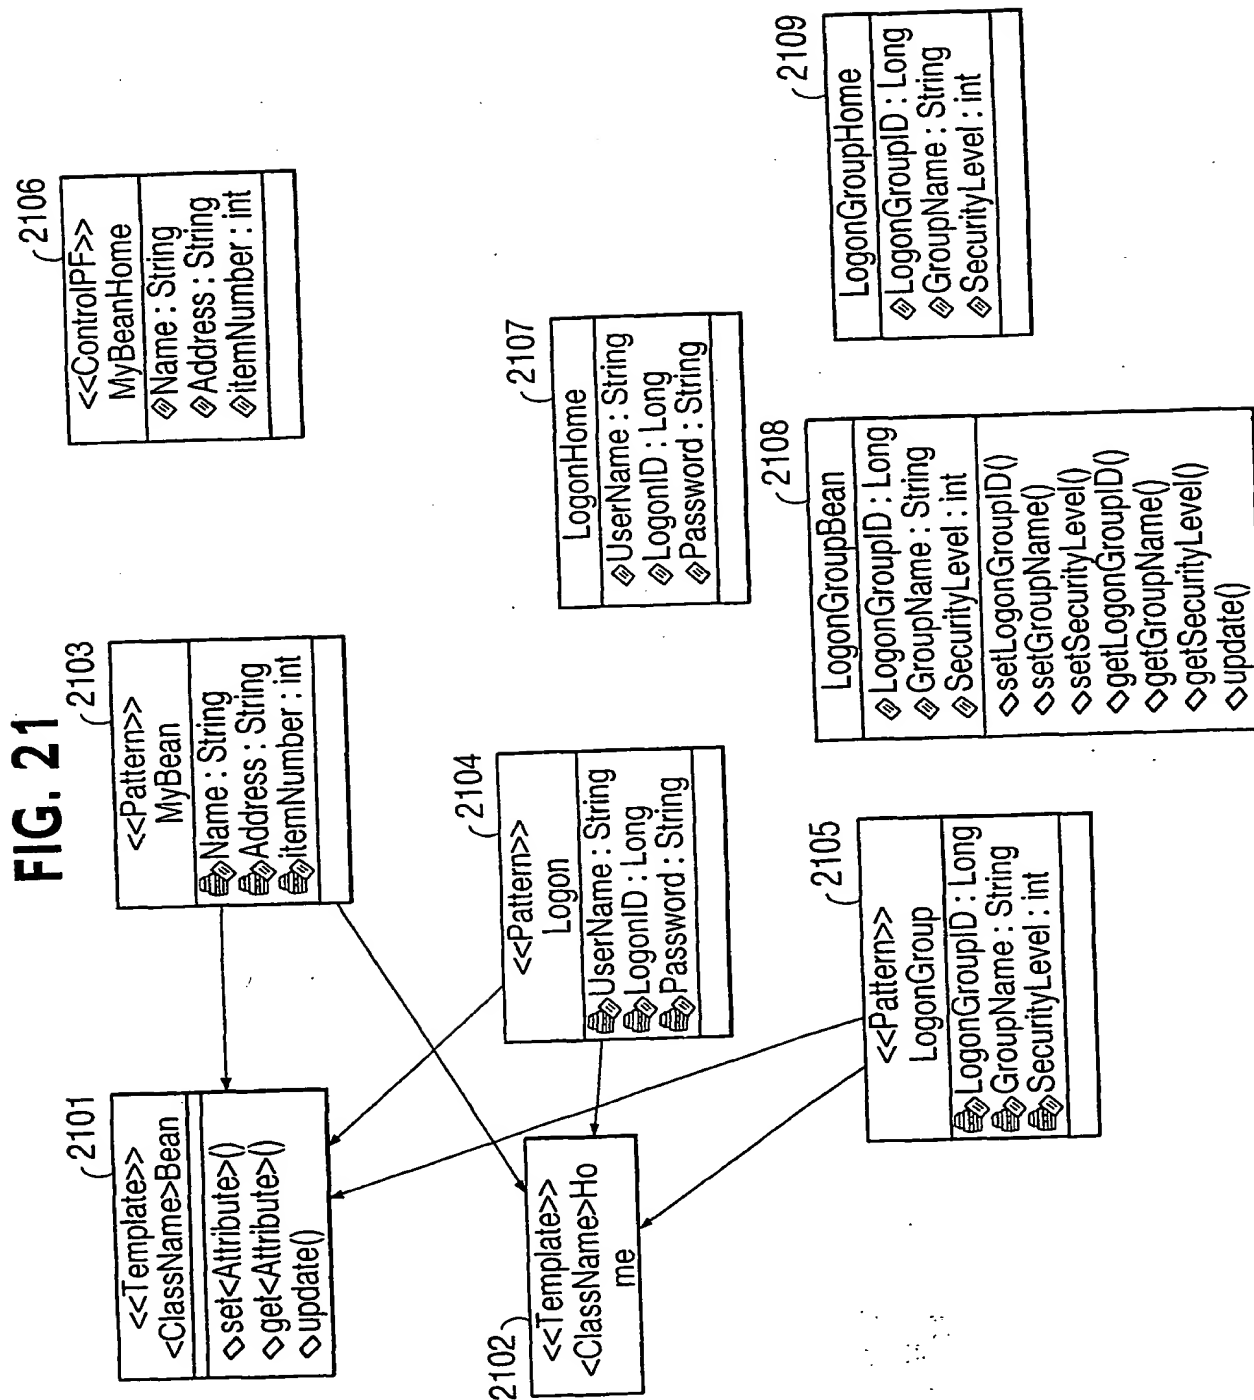 FIG. 21
2101
<<Template>>
<ClassName>Bean
set<Attribute>()
get<Attribute>()
update()
2103
<<Pattern>>
MyBean
Name : String
Address : String
itemNumber : int
2106
<<ControlPF>>
MyBeanHome
Name : String
Address : String
itemNumber : int
2102
<<Template>>
<ClassName>Ho
me
2104
<<Pattern>>
Logon
UserName : String
LogonID : Long
Password : String
2107
LogonHome
UserName : String
LogonID : Long
Password : String
2105
<<Pattern>>
LogonGroup
LogonGroupID : Long
GroupName : String
SecurityLevel : int
2108
LogonGroupBean
LogonGroupID : Long
GroupName : String
SecurityLevel : int
setLogonGroupID()
setGroupName()
setSecurityLevel()
getLogonGroupID()
getGroupName()
getSecurityLevel()
update()
2109
LogonGroupHome
LogonGroupID : Long
GroupName : String
SecurityLevel : int